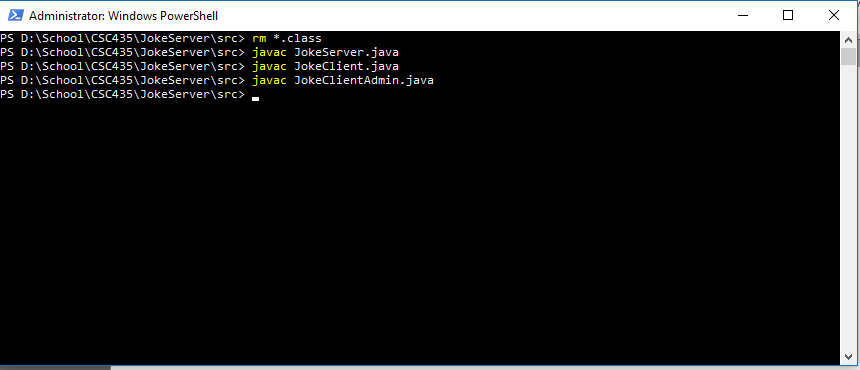 Administrator: Windows PowerShell
PS D:\School\CSC435\JokeServer\src> rm *.class
PS D:\School\CSC435\JokeServer\src> javac JokeServer.java
PS D:\School\CSC435\JokeServer\src> javac JokeClient.java
PS D:\School\CSC435\JokeServer\src> javac JokeClientAdmin.java
PS D:\School\CSC435\JokeServer\src>